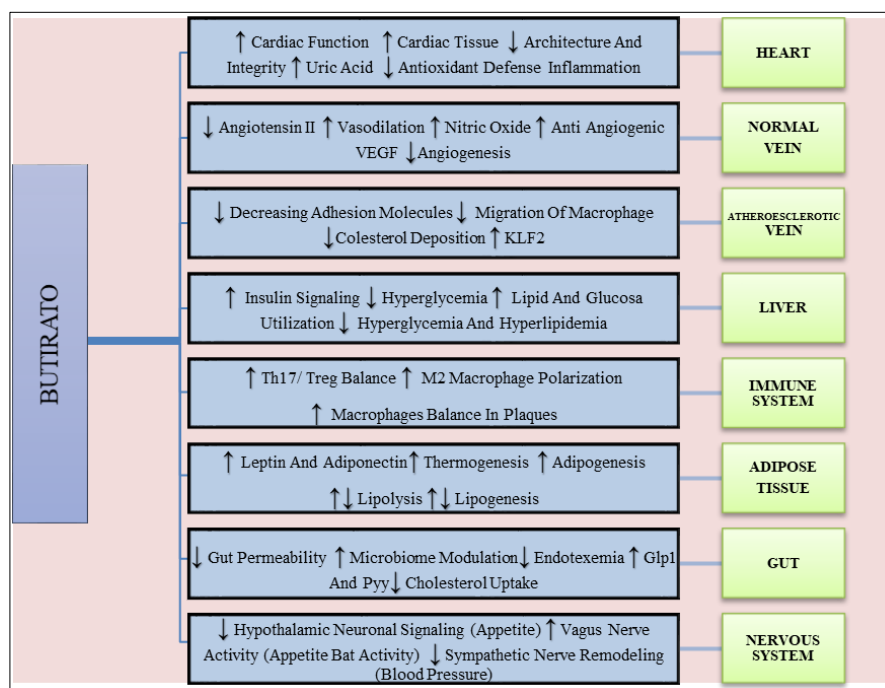 BUTIRATO
↑ Cardiac Function ↑ Cardiac Tissue ↓ Architecture And
Integrity ↑ Uric Acid ↓ Antioxidant Defense Inflammation
HEART
↓ Angiotensin II ↑ Vasodilation ↑ Nitric Oxide ↑ Anti Angiogenic
VEGF ↓Angiogenesis
NORMAL
VEIN
↓ Decreasing Adhesion Molecules ↓ Migration Of Macrophage
↓Colesterol Deposition ↑ KLF2
ATHEROESCLEROTIC
VEIN
↑ Insulin Signaling ↓ Hyperglycemia ↑ Lipid And Glucosa
Utilization ↓ Hyperglycemia And Hyperlipidemia
LIVER
↑ Th17/ Treg Balance ↑ M2 Macrophage Polarization
↑ Macrophages Balance In Plaques
IMMUNE
SYSTEM
↑ Leptin And Adiponectin↑ Thermogenesis ↑ Adipogenesis
↑↓ Lipolysis ↑↓ Lipogenesis
ADIPOSE
TISSUE
↓ Gut Permeability ↑ Microbiome Modulation↓ Endotexemia ↑ Glp1
And Pyy↓ Cholesterol Uptake
GUT
↓ Hypothalamic Neuronal Signaling (Appetite) ↑ Vagus Nerve
Activity (Appetite Bat Activity) ↓ Sympathetic Nerve Remodeling
(Blood Pressure)
NERVOUS
SYSTEM